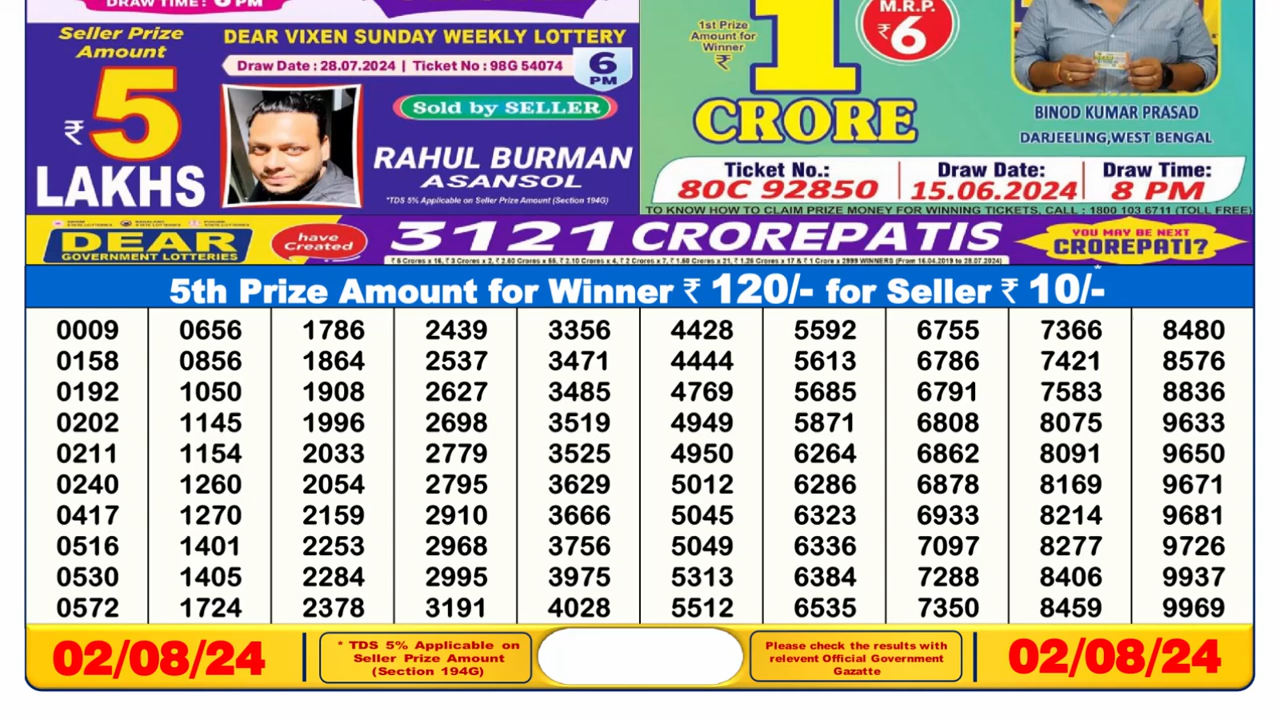 DRAW TIME: 6 PM
Seller Prize
Amount
₹5
LAKHS
DEAR VIXEN SUNDAY WEEKLY LOTTERY
Draw Date : 28.07.2024 | Ticket No : 98G 54074
6
PM
Sold by SELLER
RAHUL BURMAN
ASANSOL
*TDS 5% Applicable on Seller Prize Amount (Section 194G)
1st Prize
Amount for
Winner
₹
1
CRORE
M.R.P.
₹6
BINOD KUMAR PRASAD
DARJEELING,WEST BENGAL
Ticket No.: Draw Date: Draw Time:
80C 92850 15.06.2024 8 PM
TO KNOW HOW TO CLAIM PRIZE MONEY FOR WINNING TICKETS, CALL : 1800 103 6711 (TOLL FREE)
DEAR
GOVERNMENT LOTTERIES
have
Created
3121 CROREPATIS
YOU MAY BE NEXT
CROREPATI?
5th Prize Amount for Winner ₹ 120/- for Seller ₹ 10/-*
0009 0656 1786 2439 3356 4428 5592 6755 7366 8480
0158 0856 1864 2537 3471 4444 5613 6786 7421 8576
0192 1050 1908 2627 3485 4769 5685 6791 7583 8836
0202 1145 1996 2698 3519 4949 5871 6808 8075 9633
0211 1154 2033 2779 3525 4950 6264 6862 8091 9650
0240 1260 2054 2795 3629 5012 6286 6878 8169 9671
0417 1270 2159 2910 3666 5045 6323 6933 8214 9681
0516 1401 2253 2968 3756 5049 6336 7097 8277 9726
0530 1405 2284 2995 3975 5313 6384 7288 8406 9937
0572 1724 2378 3191 4028 5512 6535 7350 8459 9969
02/08/24
* TDS 5% Applicable on
Seller Prize Amount
(Section 194G)
Please check the results with
relevent Official Government
Gazatte
02/08/24